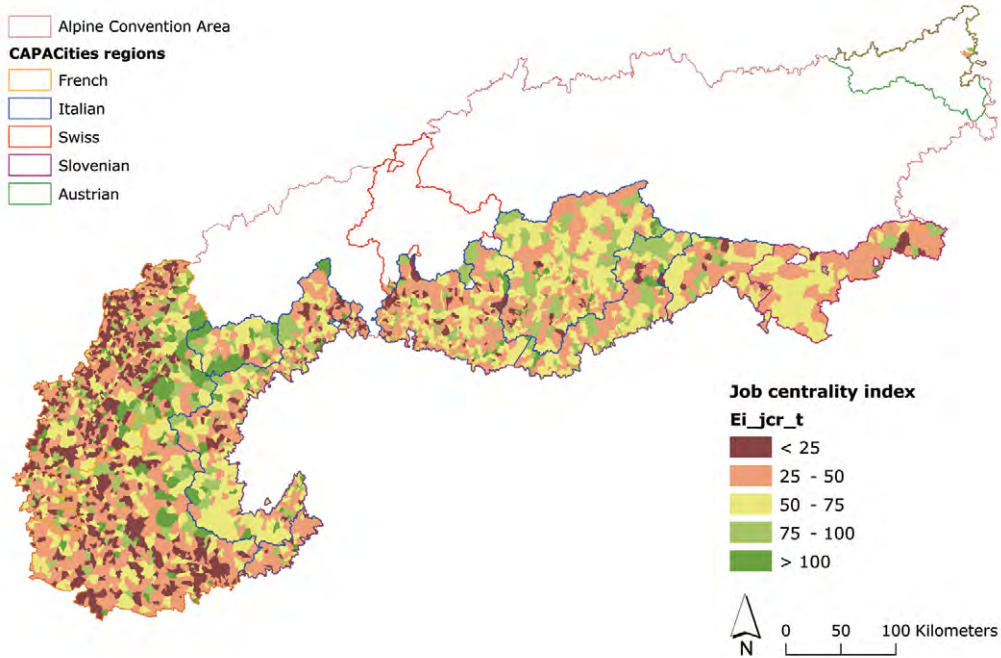 Alpine Convention Area
CAPACities regions
French
Italian
Swiss
Slovenian
Austrian
Job centrality index
Ei_jcr_t
< 25
25 - 50
50 - 75
75 - 100
> 100
N
0 50 100 Kilometers